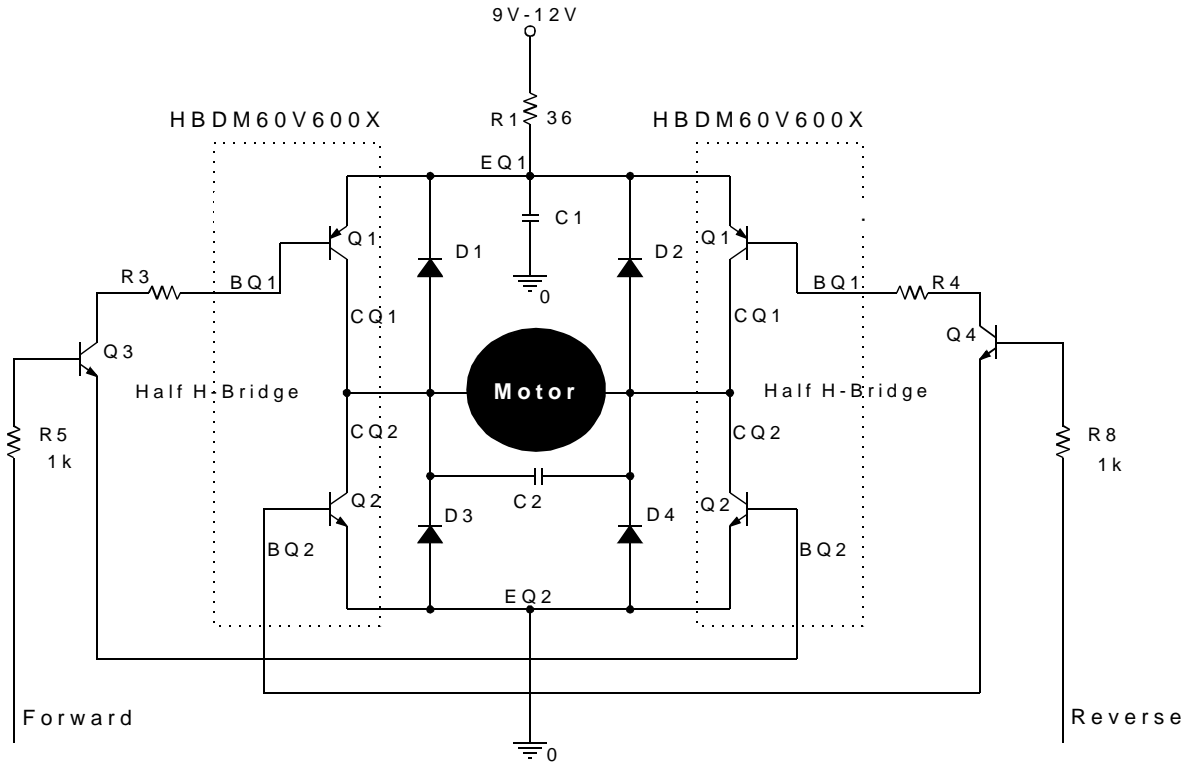 9V-12V
R1 36
HBDM60V600X
HBDM60V600X
EQ1
C1
Q1
Q1
D1
D2
0
R3
BQ1
BQ1
R4
CQ1
CQ1
Q3
Q4
Half H-Bridge
Motor
Half H-Bridge
R5
1k
CQ2
CQ2
R8
1k
Q2
C2
Q2
D3
D4
BQ2
BQ2
EQ2
Forward
Reverse
0